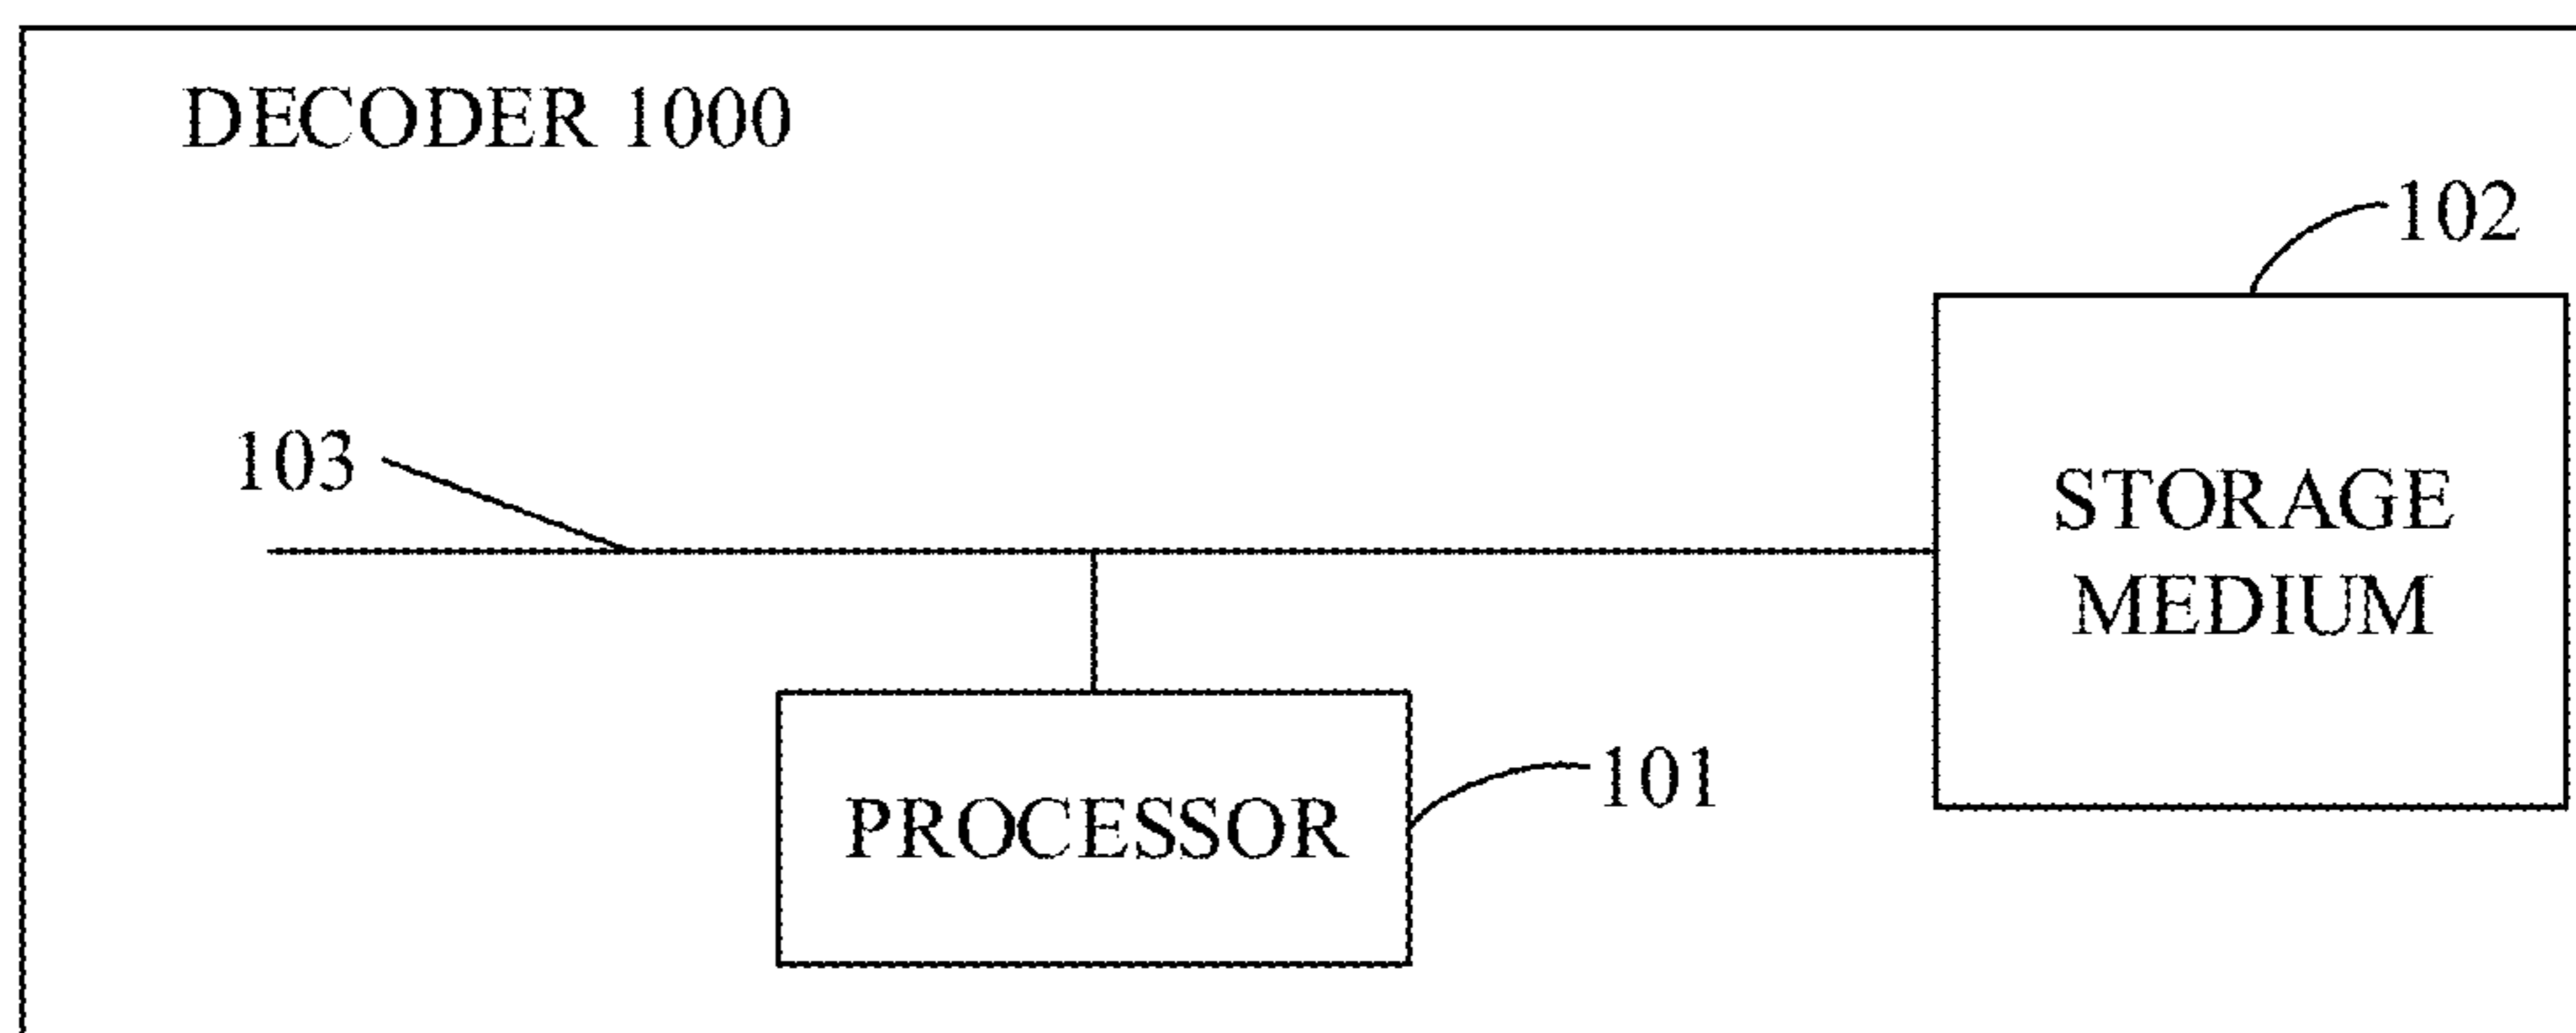 DECODER 1000
102
103
STORAGE
MEDIUM
101
PROCESSOR